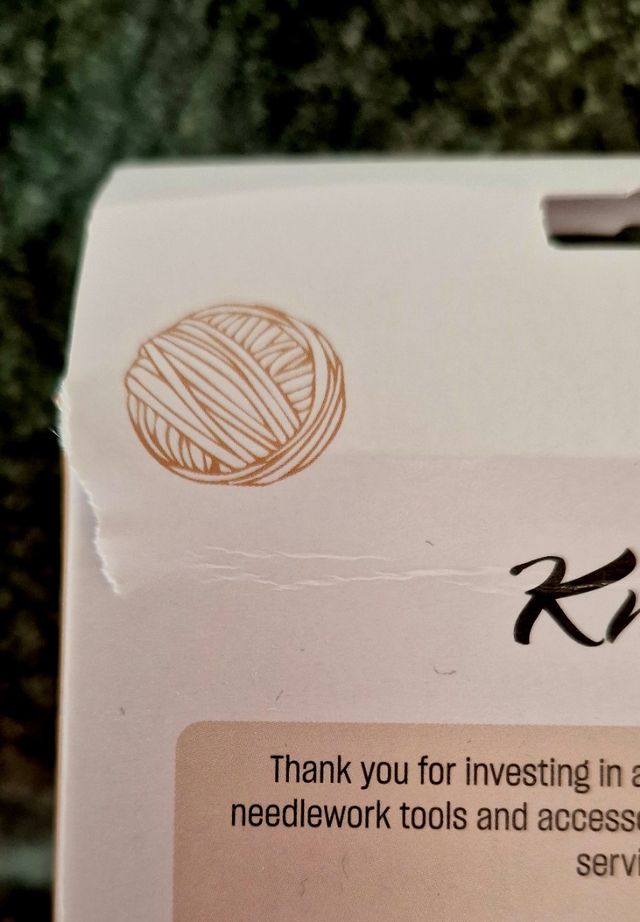 Thank you for investing in a
needlework tools and